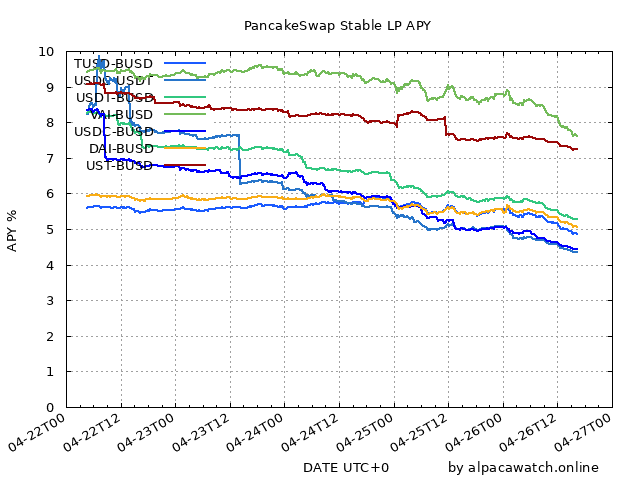 PancakeSwap Stable LP APY
10
9
8
7
6
5
4
3
2
1
0
APY %
TUSD-BUSD
USDC-USDT
USDT-BUSD
VAI-BUSD
USDC-BUSD
DAI-BUSD
UST-BUSD
04-22T00
04-22T12
04-23T00
04-23T12
04-24T00
04-24T12
04-25T00
04-25T12
04-26T00
04-26T12
04-27T00
DATE UTC+0
by alpacawatch.online